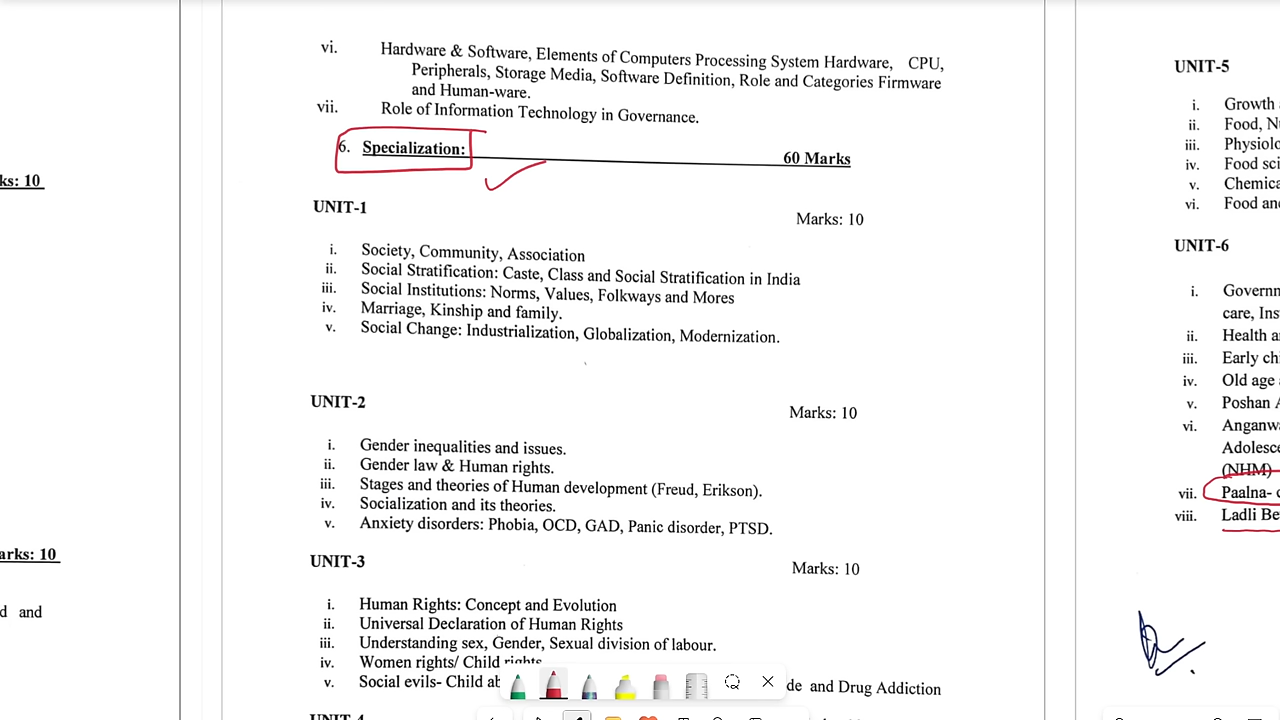 ks: 10
arks: 10
d and
vi. Hardware & Software, Elements of Computers Processing System Hardware, CPU,
Peripherals, Storage Media, Software Definition, Role and Categories Firmware
and Human-ware.
vii. Role of Information Technology in Governance.
6. Specialization: 60 Marks
UNIT-1 Marks: 10
i. Society, Community, Association
ii. Social Stratification: Caste, Class and Social Stratification in India
iii. Social Institutions: Norms, Values, Folkways and Mores
iv. Marriage, Kinship and family.
v. Social Change: Industrialization, Globalization, Modernization.
UNIT-2 Marks: 10
i. Gender inequalities and issues.
ii. Gender law & Human rights.
iii. Stages and theories of Human development (Freud, Erikson).
iv. Socialization and its theories.
v. Anxiety disorders: Phobia, OCD, GAD, Panic disorder, PTSD.
UNIT-3 Marks: 10
i. Human Rights: Concept and Evolution
ii. Universal Declaration of Human Rights
iii. Understanding sex, Gender, Sexual division of labour.
iv. Women rights/ Child rights
v. Social evils- Child ab de and Drug Addiction
UNIT-4
UNIT-5
i. Growth
ii. Food, Nu
iii. Physiolo
iv. Food sci
v. Chemica
vi. Food an
UNIT-6
i. Governm
care, Ins
ii. Health a
iii. Early chi
iv. Old age
v. Poshan A
vi. Anganw
Adolesce
(NHM)
vii. Paalna- c
viii. Ladli Be